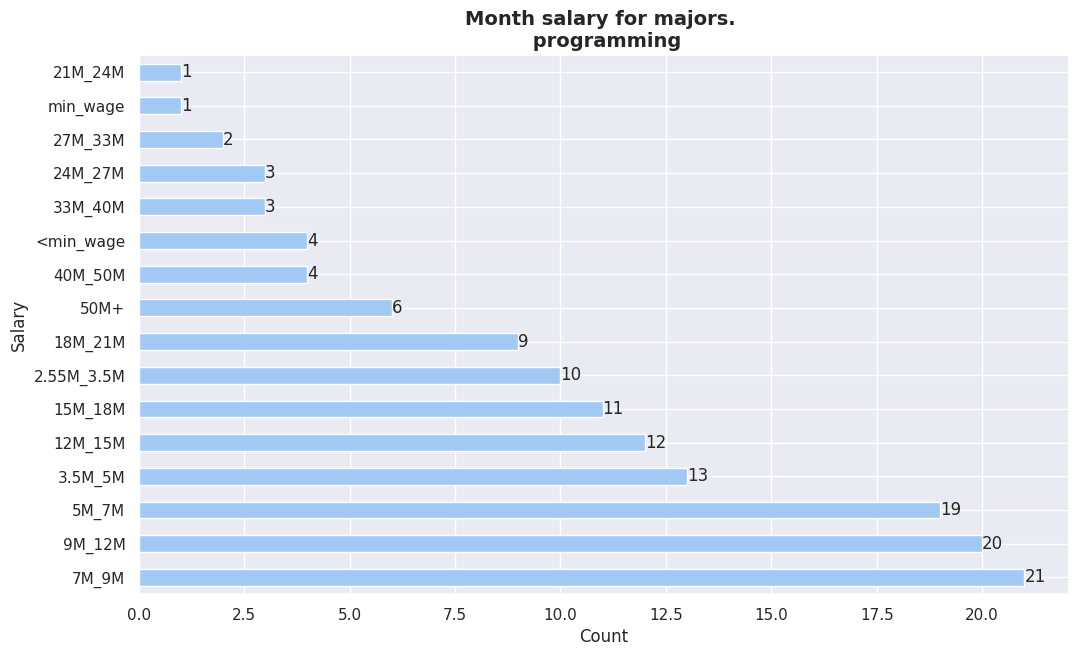 Month salary for majors.
programming
21M_24M 1
min_wage 1
27M_33M 2
24M_27M 3
33M_40M 3
<min_wage 4
40M_50M 4
50M+ 6
18M_21M 9
2.55M_3.5M 10
15M_18M 11
12M_15M 12
3.5M_5M 13
5M_7M 19
9M_12M 20
7M_9M 21
Salary
0.0 2.5 5.0 7.5 10.0 12.5 15.0 17.5 20.0
Count